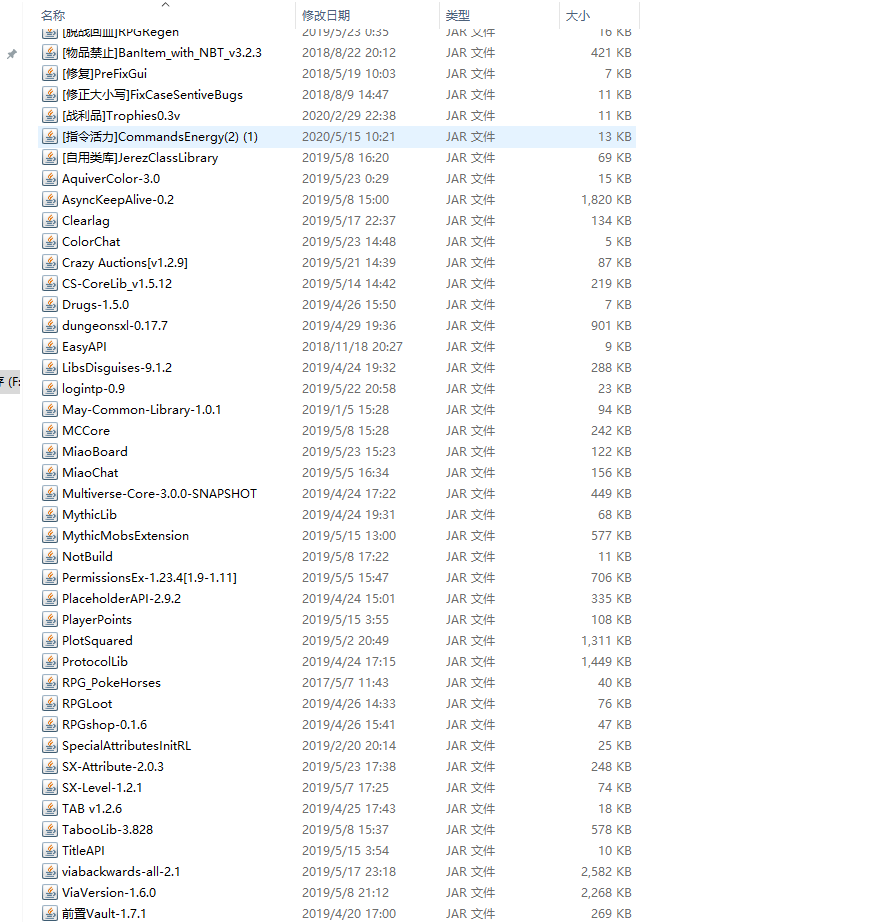 名称 修改日期 类型 大小
[脱战回血]RPGRegen 2019/5/23 0:35 JAR 文件 16 KB
[物品禁止]BanItem_with_NBT_v3.2.3 2018/8/22 20:12 JAR 文件 421 KB
[修复]PreFixGui 2018/5/19 10:03 JAR 文件 7 KB
[修正大小写]FixCaseSentiveBugs 2018/8/9 14:47 JAR 文件 11 KB
[战利品]Trophies0.3v 2020/2/29 22:38 JAR 文件 11 KB
[指令活力]CommandsEnergy(2) (1) 2020/5/15 10:21 JAR 文件 13 KB
[自用类库]JerezClassLibrary 2019/5/8 16:20 JAR 文件 69 KB
AquiverColor-3.0 2019/5/23 0:29 JAR 文件 15 KB
AsyncKeepAlive-0.2 2019/5/8 15:00 JAR 文件 1,820 KB
Clearlag 2019/5/17 22:37 JAR 文件 134 KB
ColorChat 2019/5/23 14:48 JAR 文件 5 KB
Crazy Auctions[v1.2.9] 2019/5/21 14:39 JAR 文件 87 KB
CS-CoreLib_v1.5.12 2019/5/14 14:42 JAR 文件 219 KB
Drugs-1.5.0 2019/4/26 15:50 JAR 文件 7 KB
dungeonsxl-0.17.7 2019/4/29 19:36 JAR 文件 901 KB
EasyAPI 2018/11/18 20:27 JAR 文件 9 KB
LibsDisguises-9.1.2 2019/4/24 19:32 JAR 文件 288 KB
logintp-0.9 2019/5/22 20:58 JAR 文件 23 KB
May-Common-Library-1.0.1 2019/1/5 15:28 JAR 文件 94 KB
MCCore 2019/5/8 15:28 JAR 文件 242 KB
MiaoBoard 2019/5/23 15:23 JAR 文件 122 KB
MiaoChat 2019/5/5 16:34 JAR 文件 156 KB
Multiverse-Core-3.0.0-SNAPSHOT 2019/4/24 17:22 JAR 文件 449 KB
MythicLib 2019/4/24 19:31 JAR 文件 68 KB
MythicMobsExtension 2019/5/15 13:00 JAR 文件 577 KB
NotBuild 2019/5/8 17:22 JAR 文件 11 KB
PermissionsEx-1.23.4[1.9-1.11] 2019/5/5 15:47 JAR 文件 706 KB
PlaceholderAPI-2.9.2 2019/4/24 15:01 JAR 文件 335 KB
PlayerPoints 2019/5/15 3:55 JAR 文件 108 KB
PlotSquared 2019/5/2 20:49 JAR 文件 1,311 KB
ProtocolLib 2019/4/24 17:15 JAR 文件 1,449 KB
RPG_PokeHorses 2017/5/7 11:43 JAR 文件 40 KB
RPGLoot 2019/4/26 14:33 JAR 文件 76 KB
RPGshop-0.1.6 2019/4/26 15:41 JAR 文件 47 KB
SpecialAttributesInitRL 2019/2/20 20:14 JAR 文件 25 KB
SX-Attribute-2.0.3 2019/5/23 17:38 JAR 文件 248 KB
SX-Level-1.2.1 2019/5/7 17:25 JAR 文件 74 KB
TAB v1.2.6 2019/4/25 17:43 JAR 文件 18 KB
TabooLib-3.828 2019/5/8 15:37 JAR 文件 578 KB
TitleAPI 2019/5/15 3:54 JAR 文件 10 KB
viabackwards-all-2.1 2019/5/17 23:18 JAR 文件 2,582 KB
ViaVersion-1.6.0 2019/5/8 21:12 JAR 文件 2,268 KB
前置Vault-1.7.1 2019/4/20 17:00 JAR 文件 269 KB
(F: